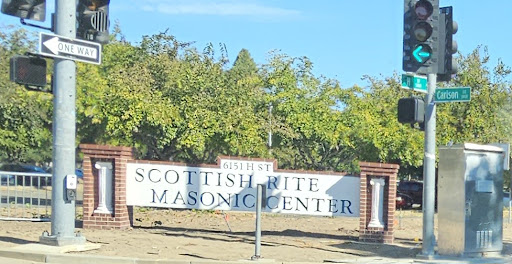 ONE WAY
Carlson
6151 H ST
SCOTTISH RITE
MASONIC CENTER